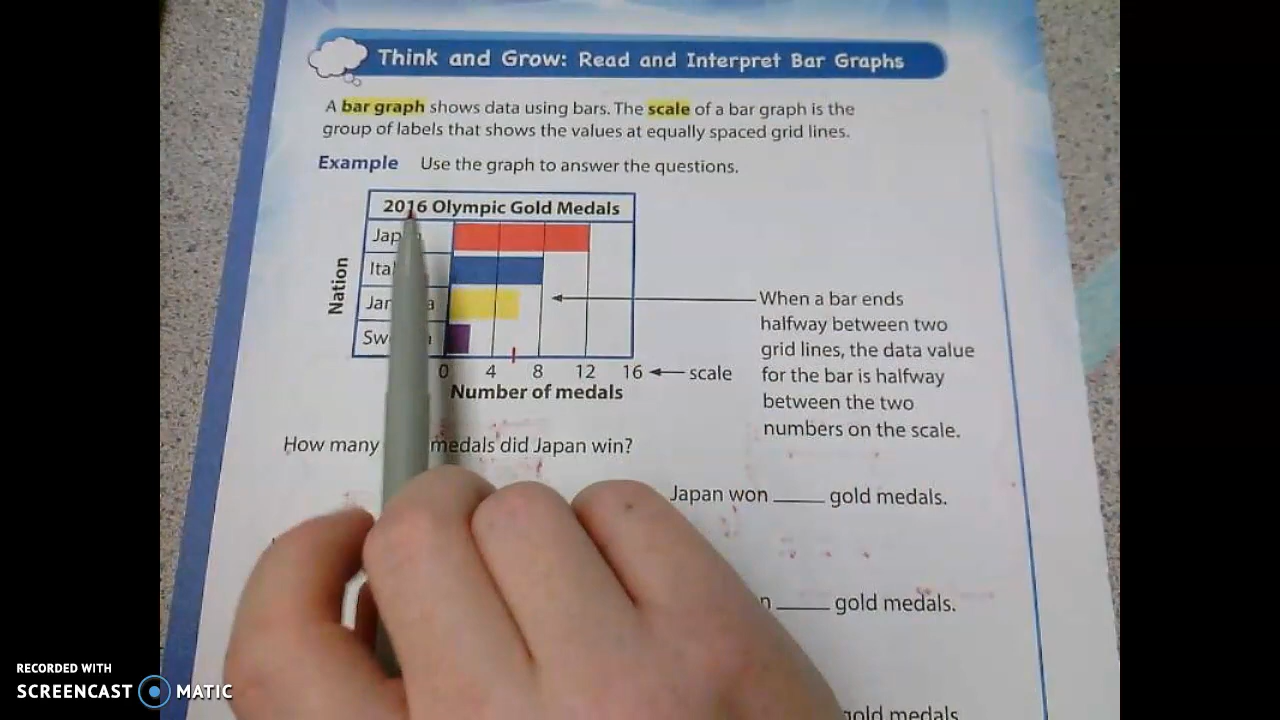 Think and Grow: Read and Interpret Bar Graphs
A bar graph shows data using bars. The scale of a bar graph is the
group of labels that shows the values at equally spaced grid lines.
Example Use the graph to answer the questions.
2016 Olympic Gold Medals
Nation
0 4 8 12 16 scale
Number of medals
When a bar ends
halfway between two
grid lines, the data value
for the bar is halfway
between the two
numbers on the scale.
How many medals did Japan win?
Japan won ____ gold medals.
____ gold medals.
gold medals.
RECORDED WITH
SCREENCAST MATIC